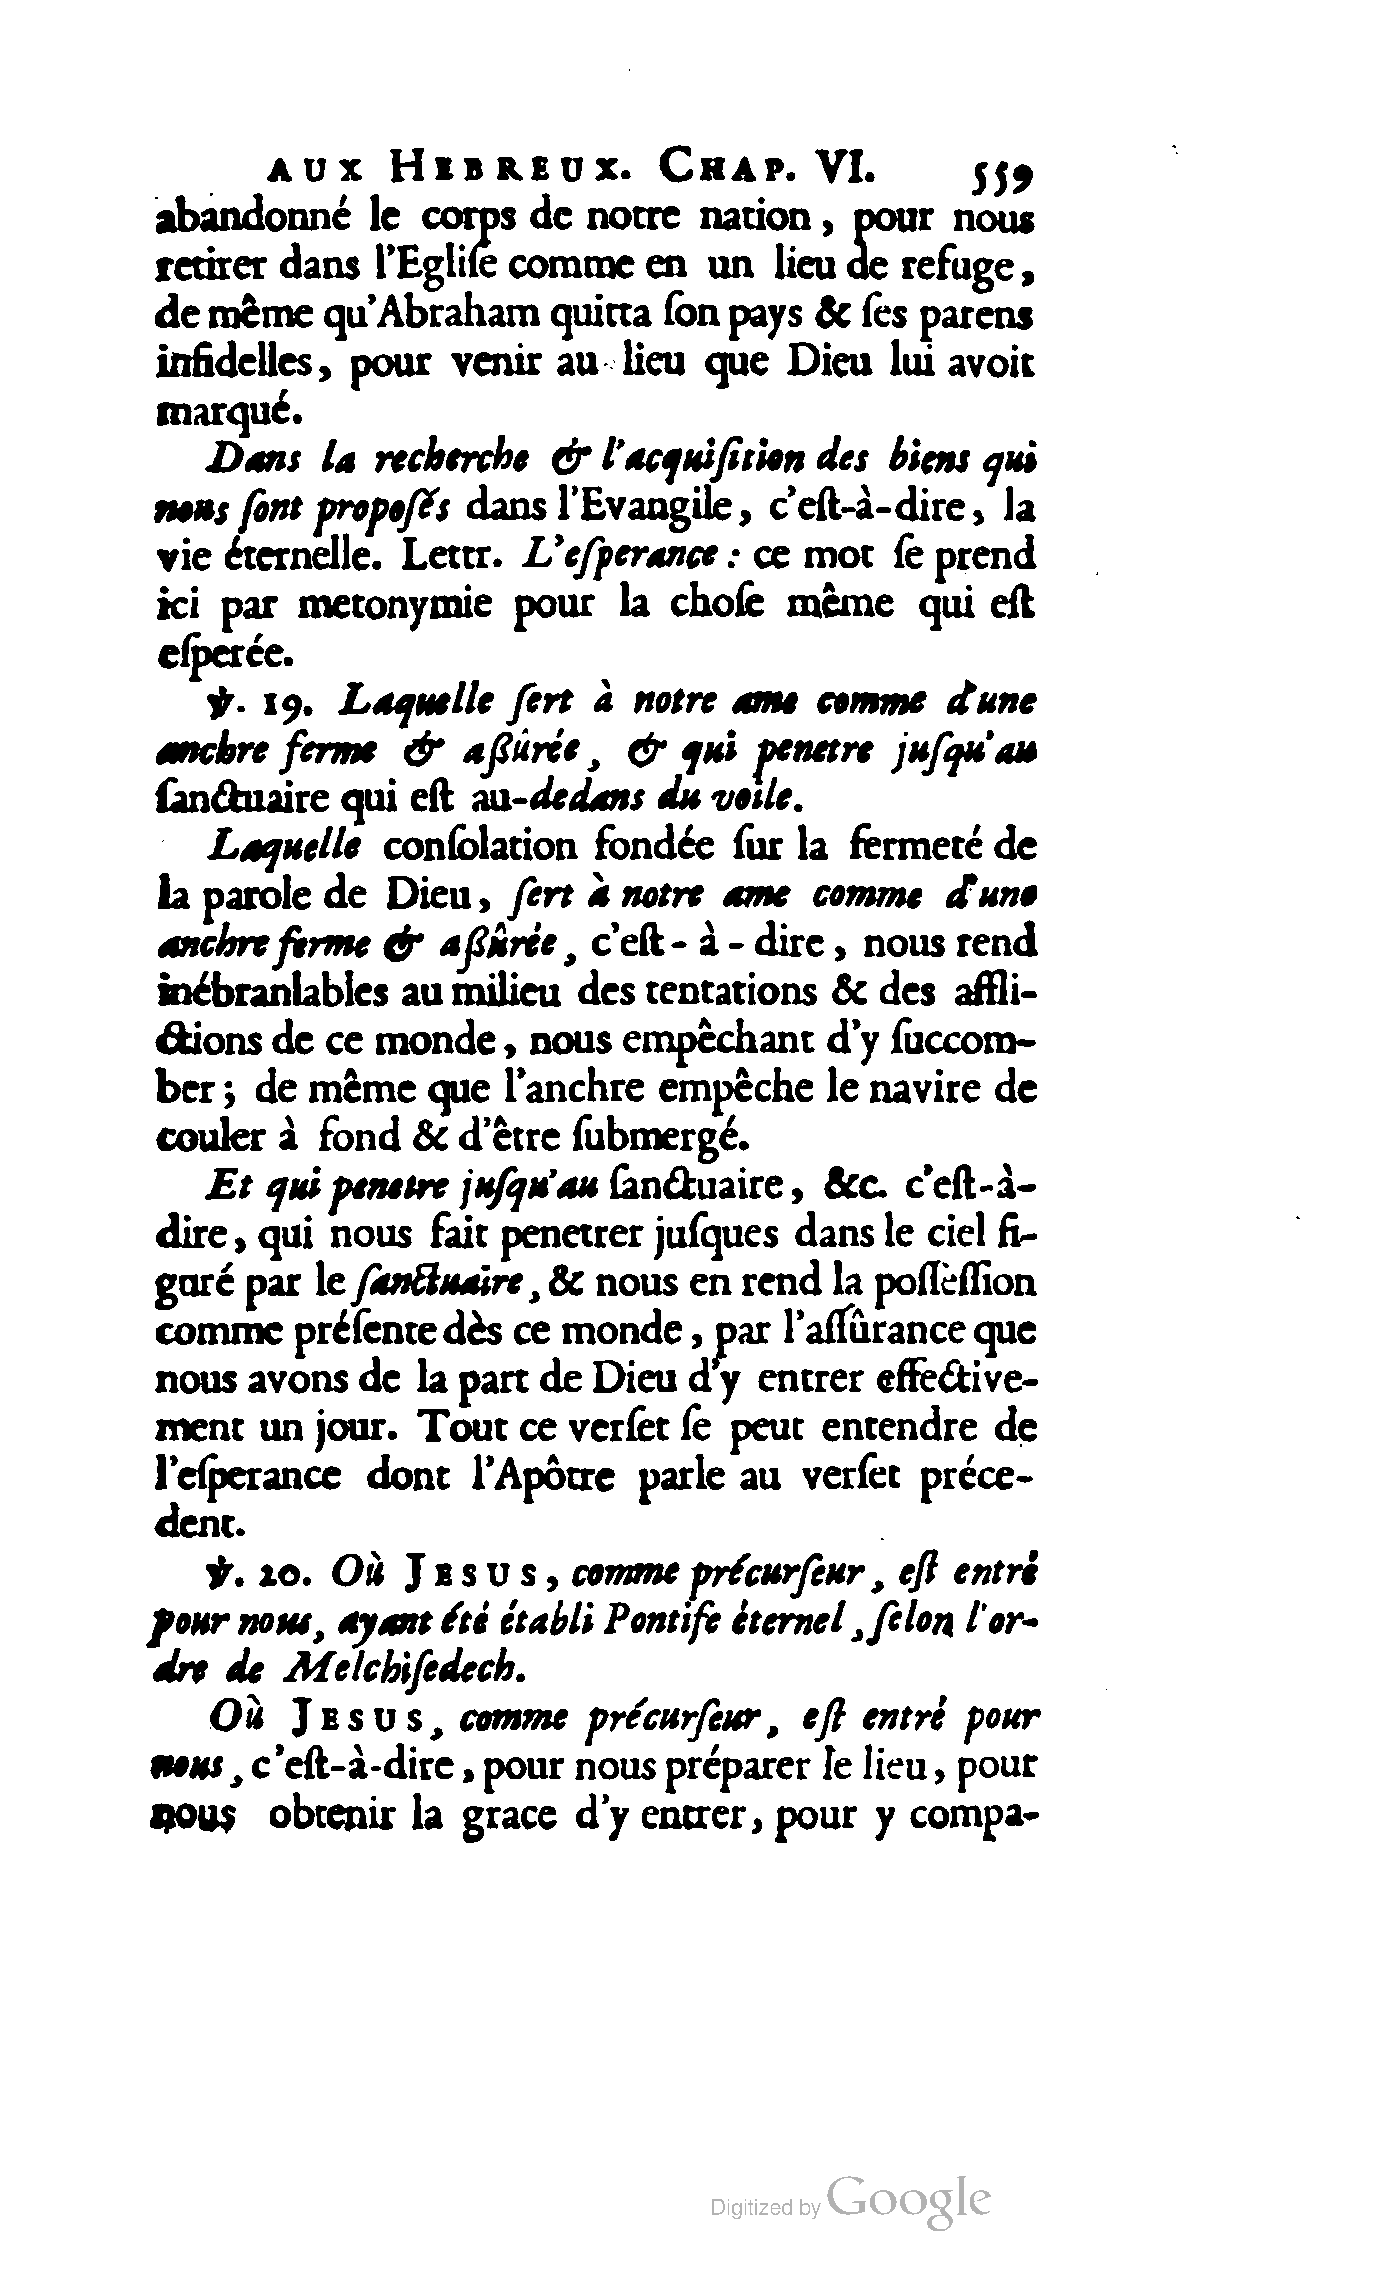 AUX HEBREUX. CHAP. VI. 559
abandonné le corps de notre nation, pour nous
retirer dans l'Egliſe comme en un lieu de refuge,
de même qu'Abraham quitta ſon pays & ſes parens
infidelles, pour venir au lieu que Dieu lui avoit
marqué.
Dans la recherche & l'acquiſition des biens qui
nous ſont propoſés dans l'Evangile, c'eſt-à-dire, la
vie éternelle. Lettr. L'eſperance: ce mot ſe prend
ici par metonymie pour la choſe même qui eſt
eſperée.
℣. 19. Laquelle ſert à notre ame comme d'une
anchre ferme & aßûrée, & qui penetre juſqu'au
ſanctuaire qui eſt au-dedans du voile.
Laquelle conſolation fondée ſur la fermeté de
la parole de Dieu, ſert à notre ame comme d'une
anchre ferme & aßûrée, c'eſt-à-dire, nous rend
inébranlables au milieu des tentations & des affli-
ctions de ce monde, nous empêchant d'y ſuccom-
ber; de même que l'anchre empêche le navire de
couler à fond & d'être ſubmergé.
Et qui penetre juſqu'au ſanctuaire, &c. c'eſt-à-
dire, qui nous fait penetrer juſques dans le ciel fi-
guré par le ſanctuaire, & nous en rend la poſſeſſion
comme préſente dès ce monde, par l'aſſûrance que
nous avons de la part de Dieu d'y entrer effective-
ment un jour. Tout ce verſet ſe peut entendre de
l'eſperance dont l'Apôtre parle au verſet préce-
dent.
℣. 20. Où JESUS, comme précurſeur, eſt entré
pour nous, ayant été établi Pontife éternel, ſelon l'or-
dre de Melchiſedech.
Où JESUS, comme précurſeur, eſt entré pour
nous, c'eſt-à-dire, pour nous préparer le lieu, pour
nous obtenir la grace d'y entrer, pour y compa-
Digitized by Google